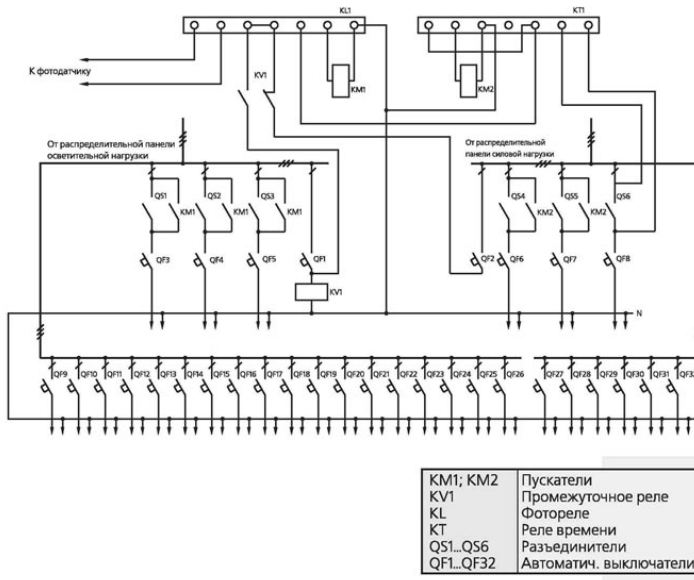 KL1
KT1
К фотодатчику
KV1
KM1
KM2
От распределительной панели
осветительной нагрузки
От распределительной
панели силовой нагрузки
QS1
KM1
QS2
KM1
QS3
KM1
QS4
KM2
QS5
KM2
QS6
QF3
QF4
QF5
QF1
QF2
QF6
QF7
QF8
KV1
N
QF9
QF10
QF11
QF12
QF13
QF14
QF15
QF16
QF17
QF18
QF19
QF20
QF21
QF22
QF23
QF24
QF25
QF26
QF27
QF28
QF29
QF30
QF31
QF32
KM1; KM2 Пускатели
KV1 Промежуточное реле
KL Фотореле
KT Реле времени
QS1...QS6 Разъединители
QF1...QF32 Автоматич. выключатели